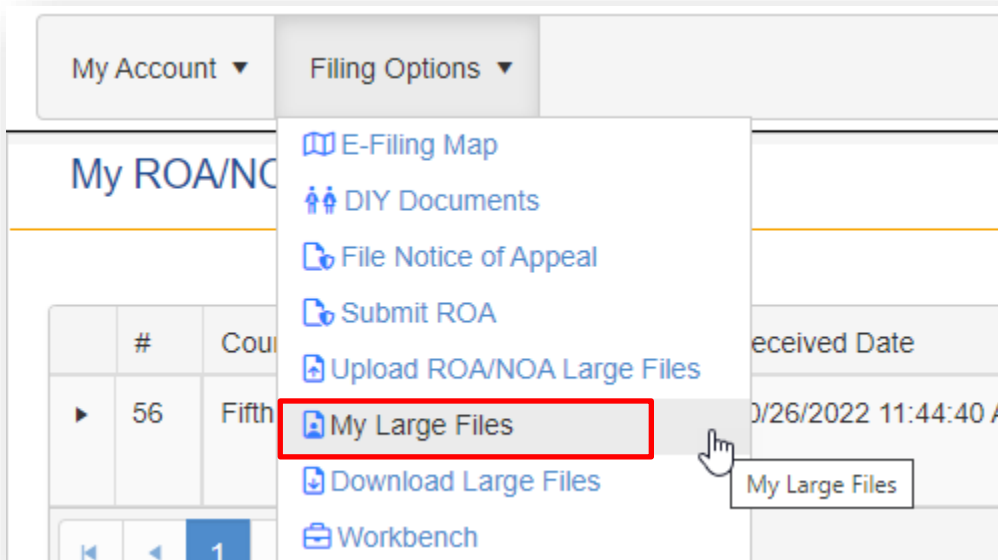 My Account ▼ Filing Options ▼
E-Filing Map
My ROA/NO
DIY Documents
File Notice of Appeal
Submit ROA
# Cour eceived Date
Upload ROA/NOA Large Files
56 Fifth 0/26/2022 11:44:40 A
My Large Files
My Large Files
Download Large Files
Workbench
1